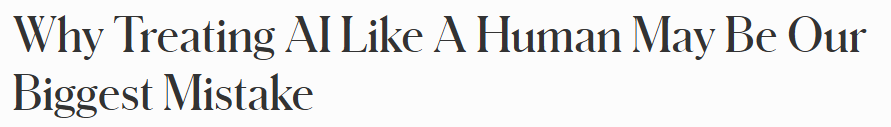 Why Treating AI Like A Human May Be Our
Biggest Mistake